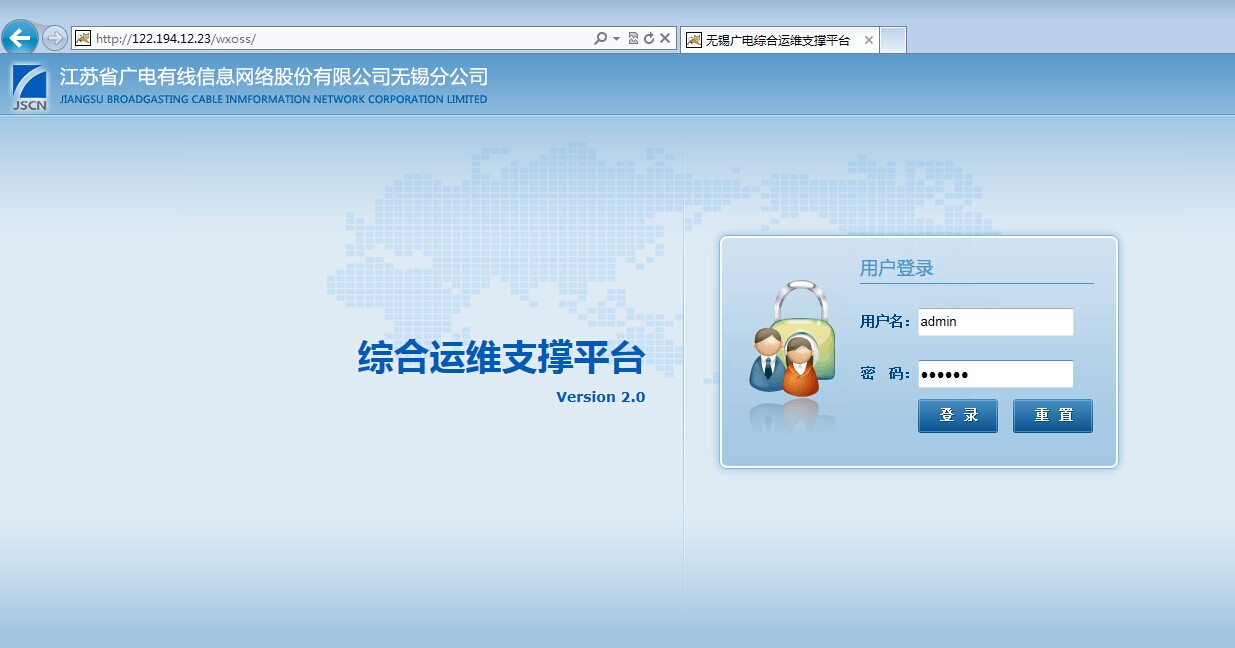 http://122.194.12.23/wxoss/
无锡广电综合运维支撑平台
江苏省广电有线信息网络股份有限公司无锡分公司
JSCN
JIANGSU BROADGASTING CABLE INMFORMATION NETWORK CORPORATION LIMITED
用户登录
用户名：admin
密 码：••••••
登 录 重 置
综合运维支撑平台
Version 2.0